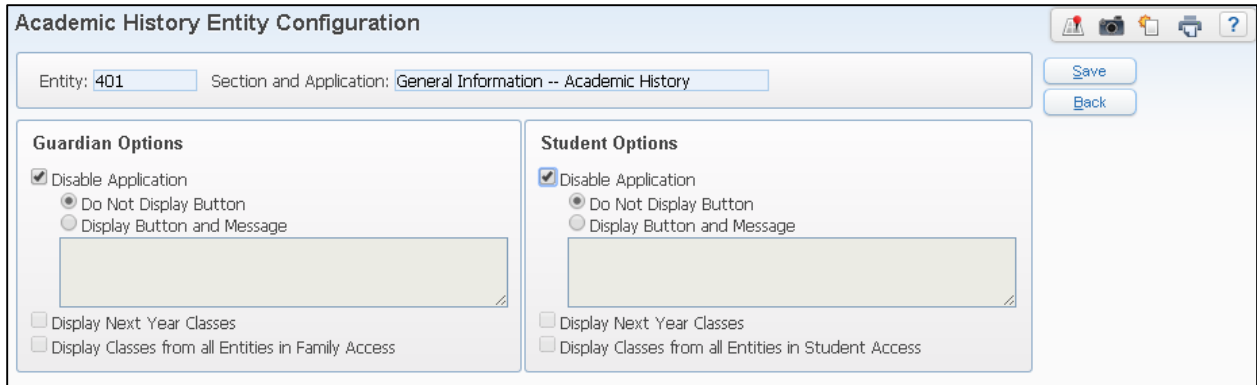 Academic History Entity Configuration
?
Entity: 401 Section and Application: General Information -- Academic History
Save
Back
Guardian Options
Disable Application
Do Not Display Button
Display Button and Message
Display Next Year Classes
Display Classes from all Entities in Family Access
Student Options
Disable Application
Do Not Display Button
Display Button and Message
Display Next Year Classes
Display Classes from all Entities in Student Access